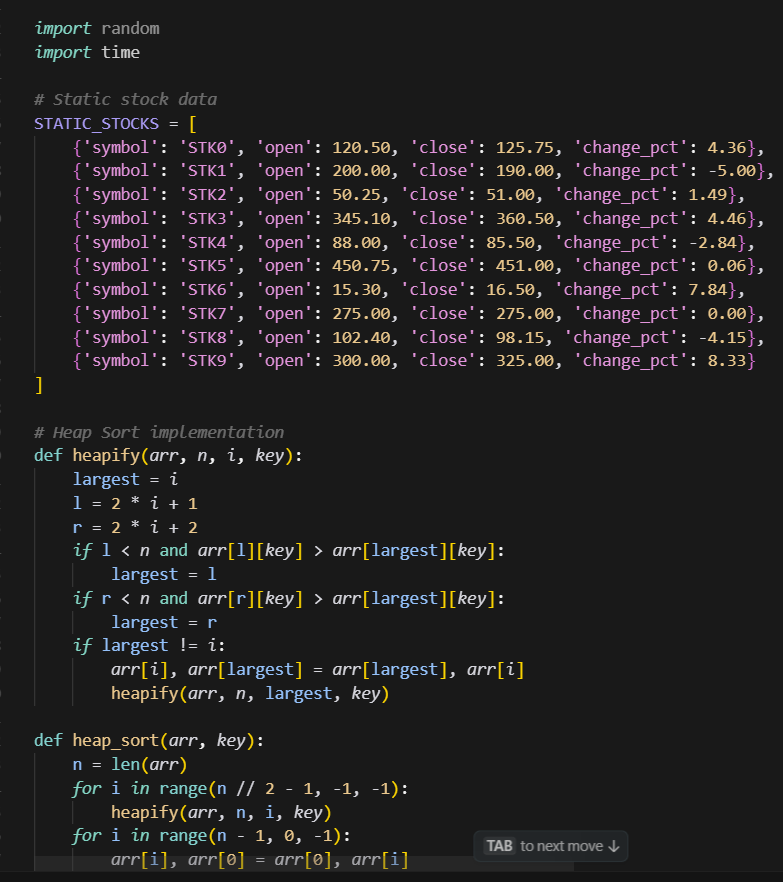 import random
import time
# Static stock data
STATIC_STOCKS = [
    {'symbol': 'STK0', 'open': 120.50, 'close': 125.75, 'change_pct': 4.36},
    {'symbol': 'STK1', 'open': 200.00, 'close': 190.00, 'change_pct': -5.00},
    {'symbol': 'STK2', 'open': 50.25, 'close': 51.00, 'change_pct': 1.49},
    {'symbol': 'STK3', 'open': 345.10, 'close': 360.50, 'change_pct': 4.46},
    {'symbol': 'STK4', 'open': 88.00, 'close': 85.50, 'change_pct': -2.84},
    {'symbol': 'STK5', 'open': 450.75, 'close': 451.00, 'change_pct': 0.06},
    {'symbol': 'STK6', 'open': 15.30, 'close': 16.50, 'change_pct': 7.84},
    {'symbol': 'STK7', 'open': 275.00, 'close': 275.00, 'change_pct': 0.00},
    {'symbol': 'STK8', 'open': 102.40, 'close': 98.15, 'change_pct': -4.15},
    {'symbol': 'STK9', 'open': 300.00, 'close': 325.00, 'change_pct': 8.33}
]
# Heap Sort implementation
def heapify(arr, n, i, key):
    largest = i
    l = 2 * i + 1
    r = 2 * i + 2
    if l < n and arr[l][key] > arr[largest][key]:
        largest = l
    if r < n and arr[r][key] > arr[largest][key]:
        largest = r
    if largest != i:
        arr[i], arr[largest] = arr[largest], arr[i]
        heapify(arr, n, largest, key)
def heap_sort(arr, key):
    n = len(arr)
    for i in range(n // 2 - 1, -1, -1):
        heapify(arr, n, i, key)
    for i in range(n - 1, 0, -1):
        arr[i], arr[0] = arr[0], arr[i]
TAB to next move ↓